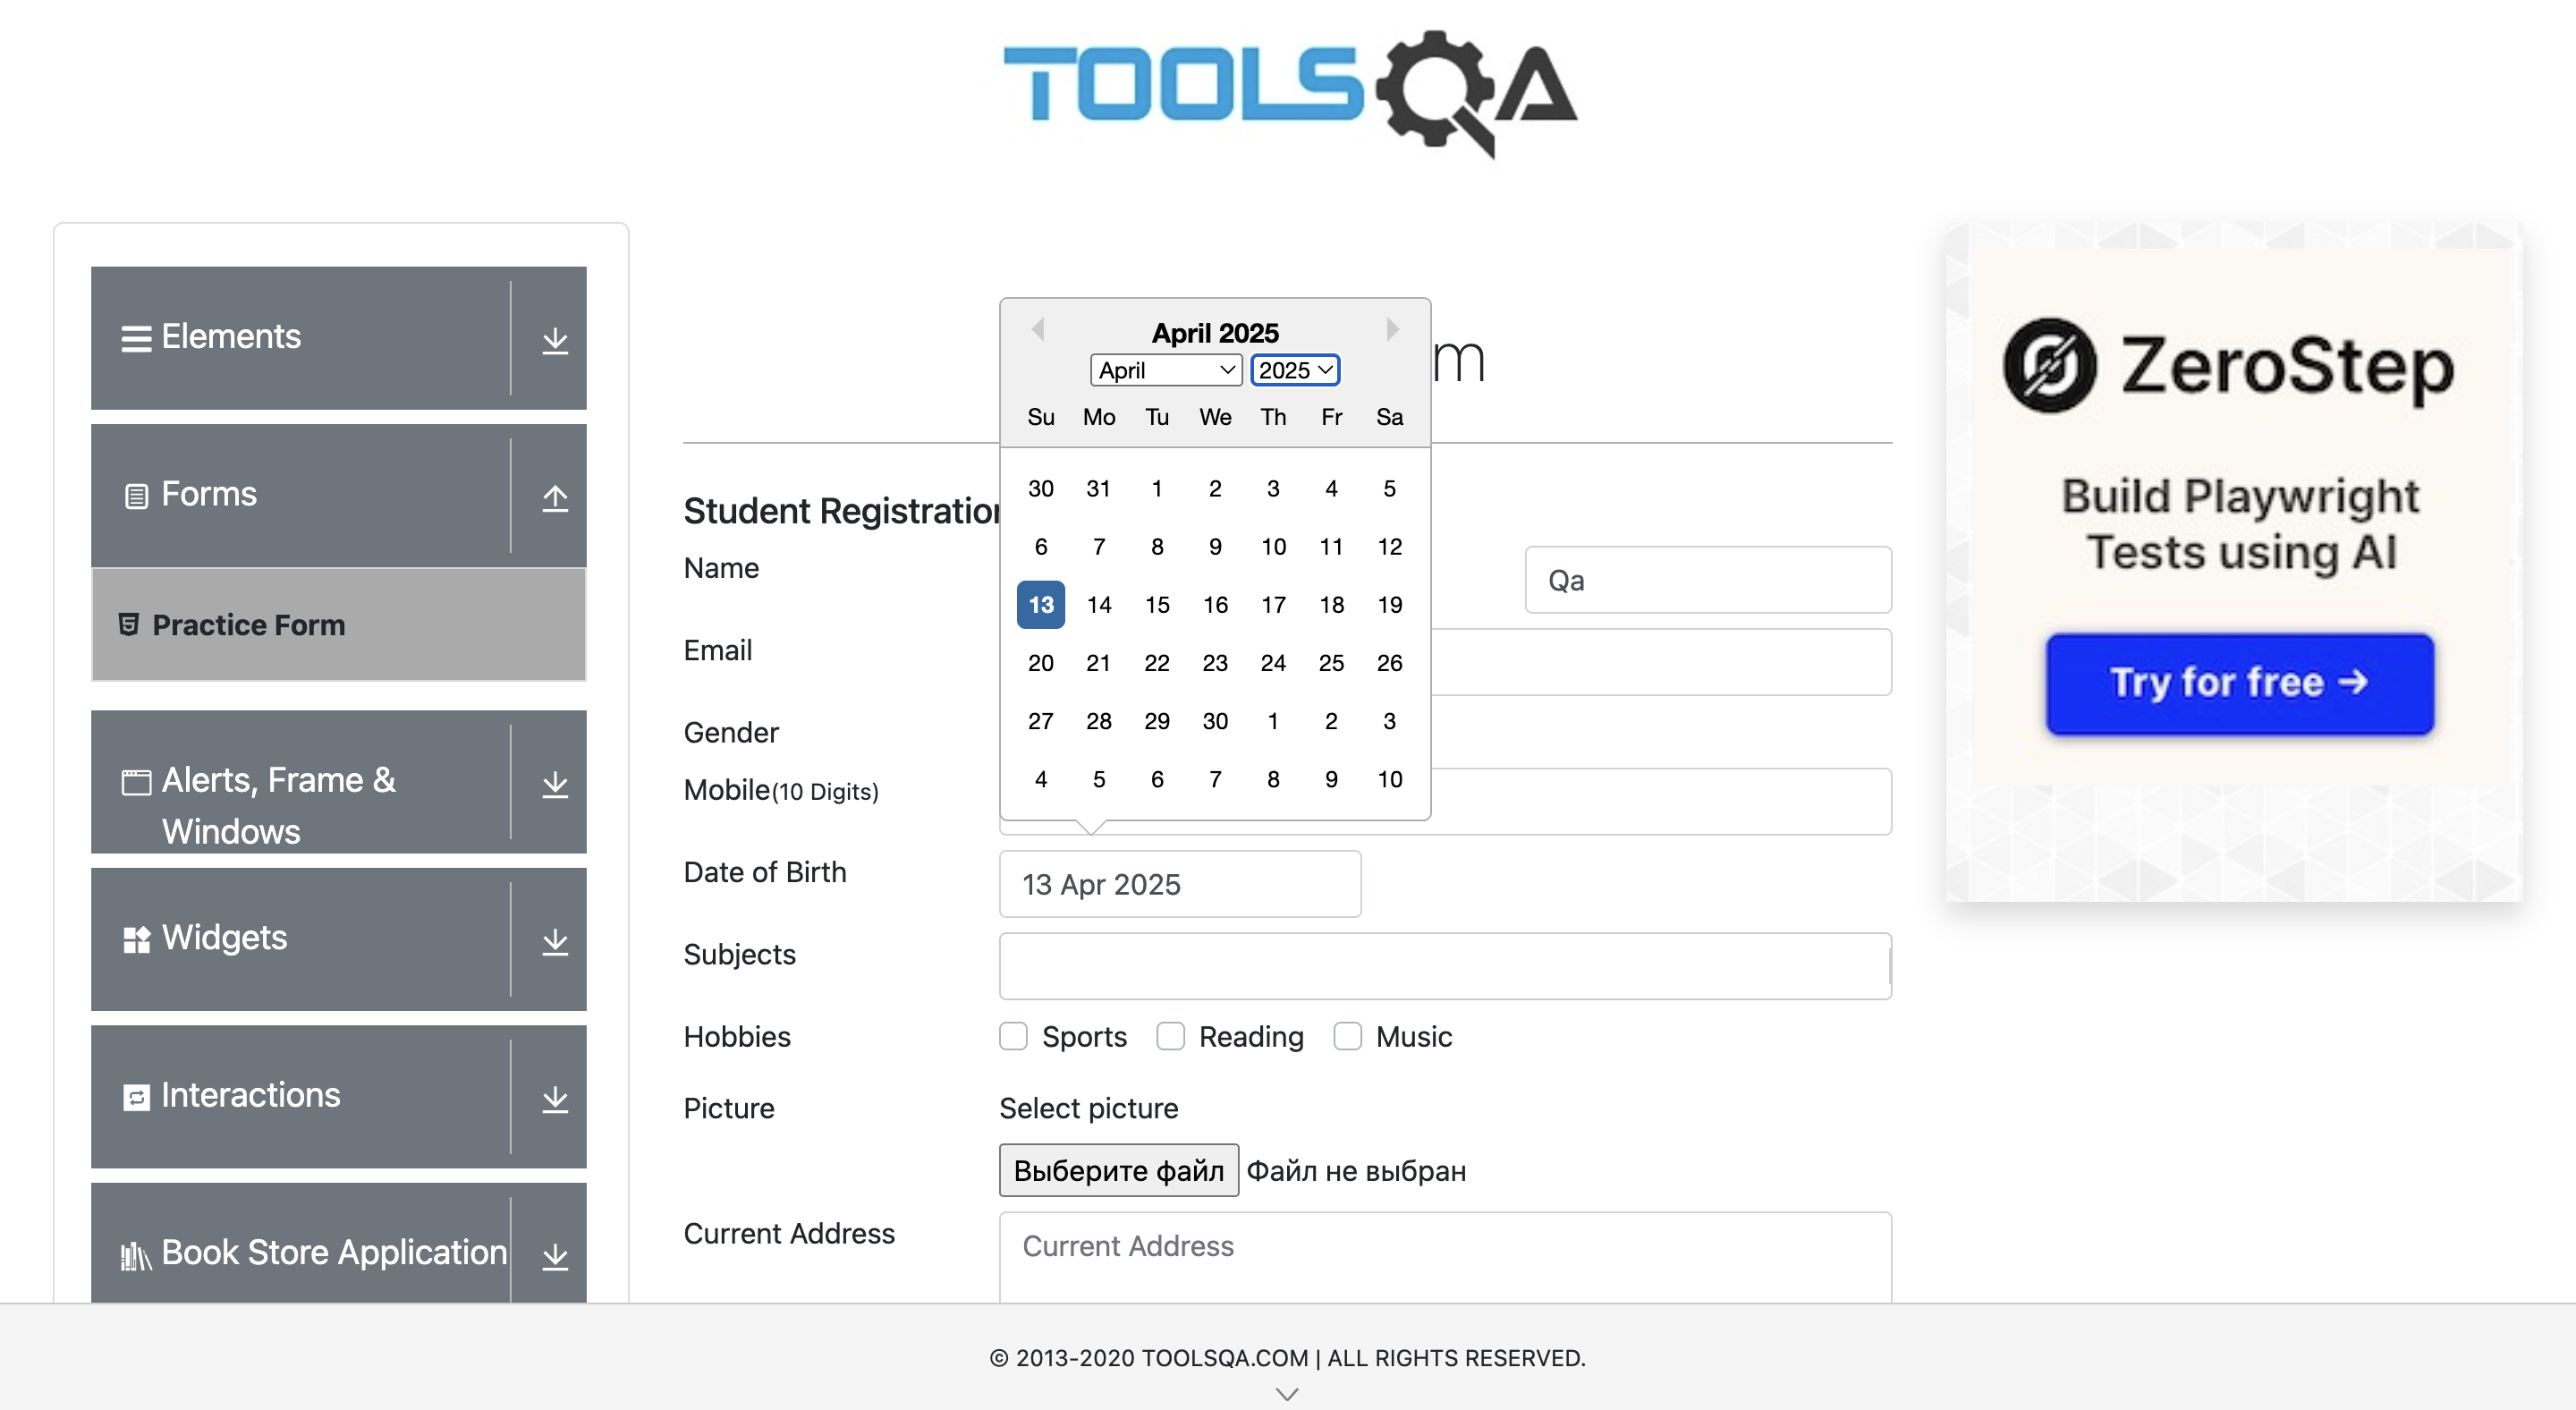 TOOLSQA
Elements
Forms
Practice Form
Alerts, Frame &
Windows
Widgets
Interactions
Book Store Application
m
April 2025
April 2025
Su Mo Tu We Th Fr Sa
30 31 1 2 3 4 5
6 7 8 9 10 11 12
13 14 15 16 17 18 19
20 21 22 23 24 25 26
27 28 29 30 1 2 3
4 5 6 7 8 9 10
Student Registration
Name
Qa
Email
Gender
Mobile(10 Digits)
Date of Birth
13 Apr 2025
Subjects
Hobbies
Sports Reading Music
Picture
Select picture
Выберите файл Файл не выбран
Current Address
Current Address
ZeroStep
Build Playwright
Tests using AI
Try for free →
© 2013-2020 TOOLSQA.COM | ALL RIGHTS RESERVED.